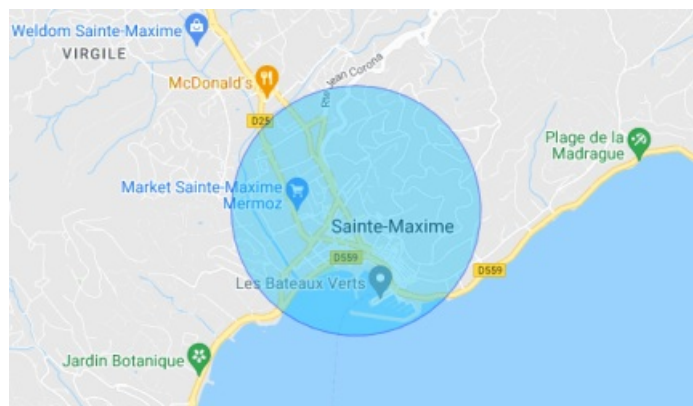 Weldom Sainte-Maxime
VIRGILE
McDonald's
Rte Jean Corona
D25
Plage de la
Madrague
Market Sainte-Maxime
Mermoz
Sainte-Maxime
D559
D559
Les Bateaux Verts
Jardin Botanique